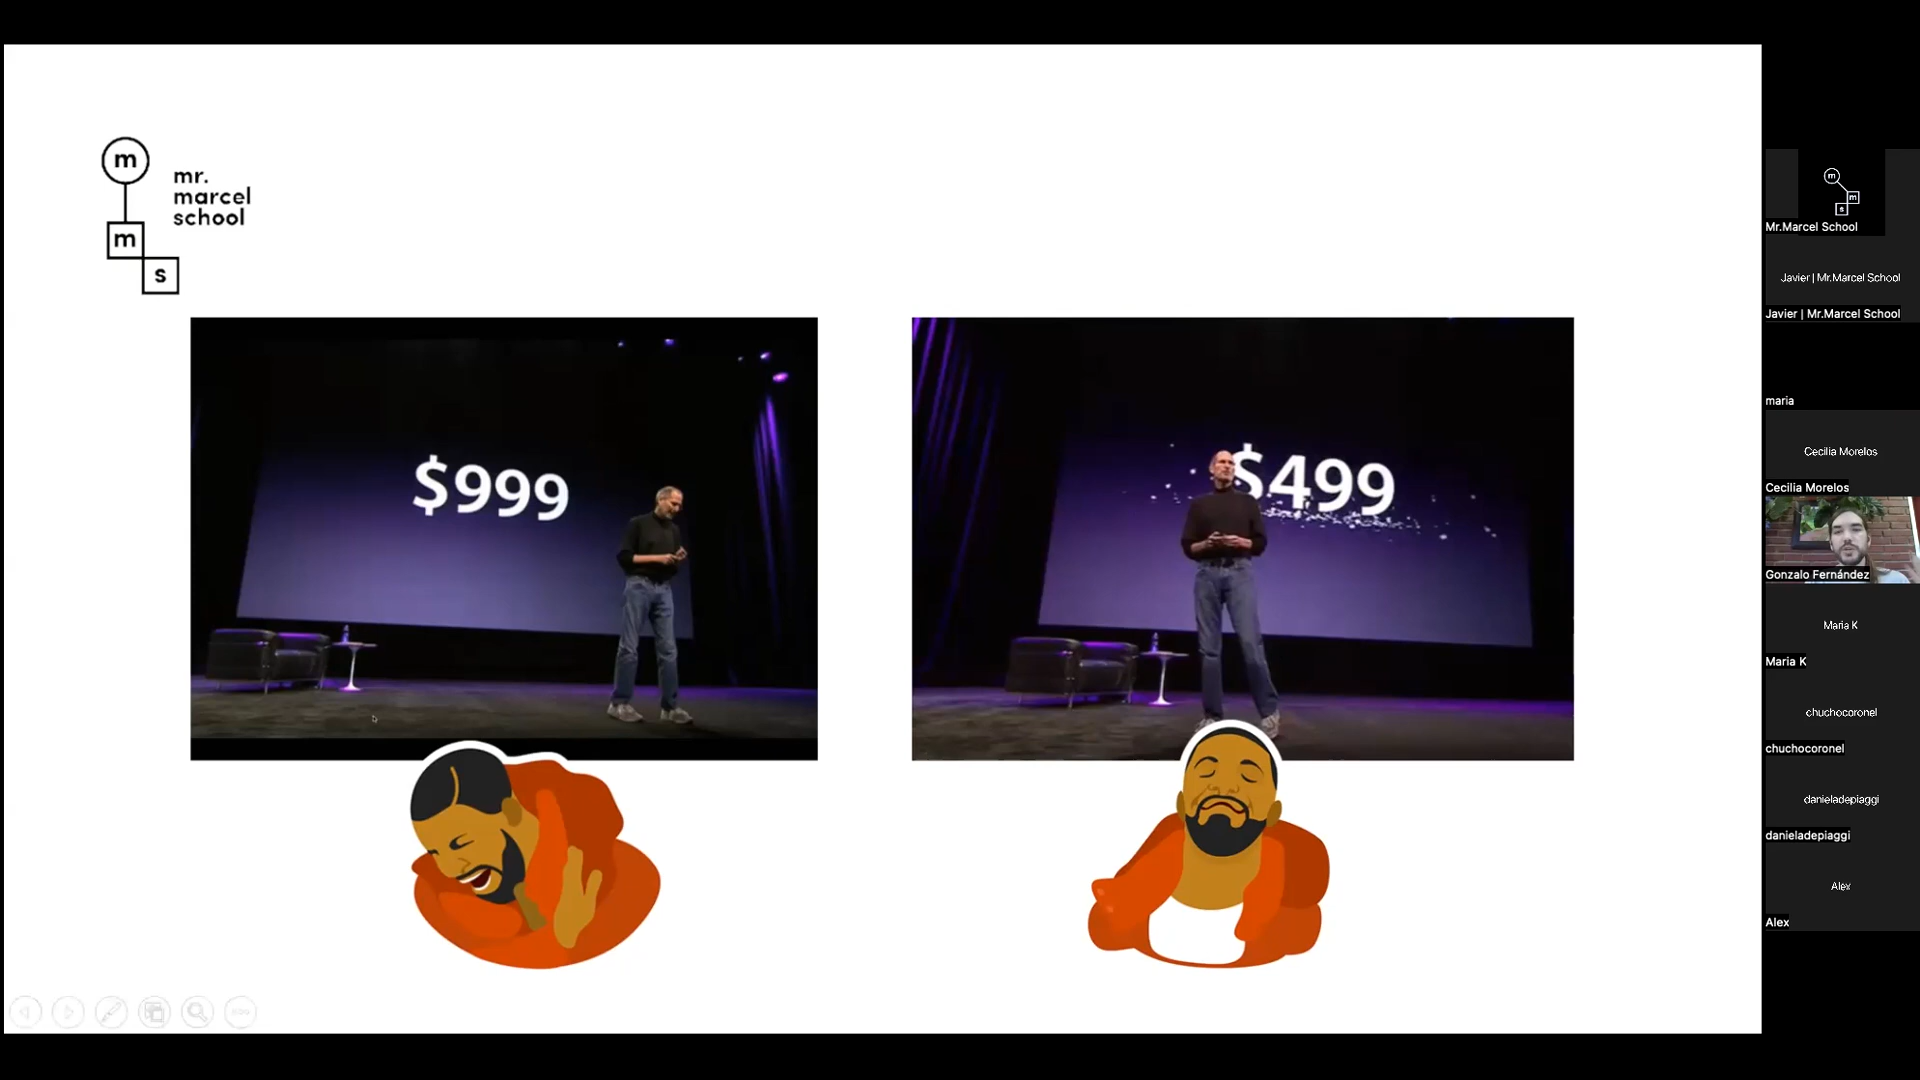 m
mr.
marcel
school
m
s
$999
$499
m
m
s
Mr.Marcel School
Javier | Mr.Marcel School
Javier | Mr.Marcel School
maria
Cecilia Morelos
Cecilia Morelos
Gonzalo Fernández
Maria K
Maria K
chuchocoronel
chuchocoronel
danieladepiaggi
danieladepiaggi
Alex
Alex